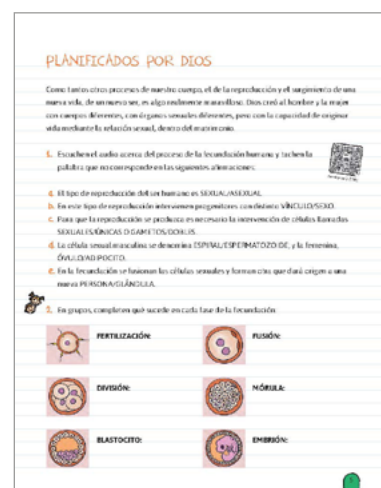 PLANIFICADOS POR DIOS
Como tantos otros procesos de nuestro cuerpo, el de la reproducción y el surgimiento de una
nueva vida, de un nuevo ser, es algo realmente maravilloso. Dios creó al hombre y la mujer
con cuerpos diferentes, con órganos sexuales diferentes, pero con la capacidad de originar
vida mediante la relación sexual, dentro del matrimonio.
1. Escuchen el audio acerca del proceso de la fecundación humana y tachen la
palabra que no corresponde en las siguientes afirmaciones:
a. El tipo de reproducción del ser humano es SEXUAL/ASEXUAL.
b. En este tipo de reproducción intervienen progenitores con distinto VÍNCULO/SEXO.
c. Para que la reproducción se produzca es necesario la intervención de células llamadas
SEXUALES/ÚNICAS O GAMETOS/DOBLES.
d. La célula sexual masculina se denomina ESPIRAL/ESPERMATOZOIDE, y la femenina,
ÓVULO/ADIPOCITO.
e. En la fecundación se fusionan las células sexuales y forman otra que dará origen a una
nueva PERSONA/GLÁNDULA.
2. En grupos, completen qué sucede en cada fase de la fecundación:
FERTILIZACIÓN: FUSIÓN:
DIVISIÓN: MÓRULA:
BLASTOCITO: EMBRIÓN: